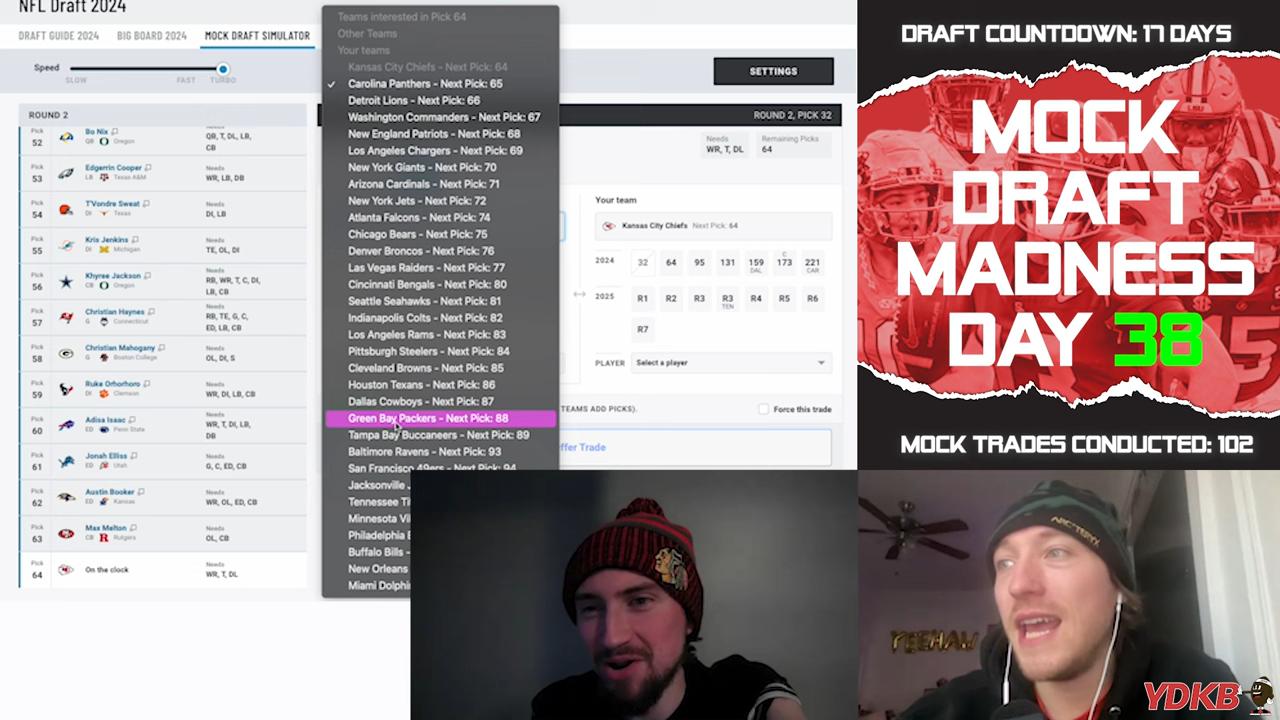 NFL Draft 2024
DRAFT GUIDE 2024
BIG BOARD 2024
MOCK DRAFT SIMULATOR
Speed
SLOW
FAST
TURBO
SETTINGS
ROUND 2
Pick 52
Bo Nix
QB Oregon
Needs
QB, T, DL, LB,
CB
Pick 53
Edgerrin Cooper
LB Texas A&M
Needs
WR, LB, DB
Pick 54
T'Vondre Sweat
DI Texas
Needs
DI, LB
Pick 55
Kris Jenkins
DI Michigan
Needs
TE, OL, DI
Pick 56
Khyree Jackson
CB Oregon
Needs
RB, WR, T, C, DI,
LB, CB
Pick 57
Christian Haynes
G Connecticut
Needs
RB, TE, G, C,
ED, LB, CB
Pick 58
Christian Mahogany
G Boston College
Needs
OL, DI, S
Pick 59
Ruke Orhorhoro
DI Clemson
Needs
WR, DI, LB, CB
Pick 60
Adisa Isaac
ED Penn State
Needs
WR, T, DI, LB,
DB
Pick 61
Jonah Elliss
ED Utah
Needs
G, C, ED, CB
Pick 62
Austin Booker
ED Kansas
Needs
WR, OL, ED, CB
Pick 63
Max Melton
CB Rutgers
Needs
OL, CB
Pick 64
On the clock
Needs
WR, T, DL
Teams interested in Pick 64
Other Teams
Your teams
Kansas City Chiefs - Next Pick: 64
✓ Carolina Panthers - Next Pick: 65
Detroit Lions - Next Pick: 66
Washington Commanders - Next Pick: 67
New England Patriots - Next Pick: 68
Los Angeles Chargers - Next Pick: 69
New York Giants - Next Pick: 70
Arizona Cardinals - Next Pick: 71
New York Jets - Next Pick: 72
Atlanta Falcons - Next Pick: 74
Chicago Bears - Next Pick: 75
Denver Broncos - Next Pick: 76
Las Vegas Raiders - Next Pick: 77
Cincinnati Bengals - Next Pick: 80
Seattle Seahawks - Next Pick: 81
Indianapolis Colts - Next Pick: 82
Los Angeles Rams - Next Pick: 83
Pittsburgh Steelers - Next Pick: 84
Cleveland Browns - Next Pick: 85
Houston Texans - Next Pick: 86
Dallas Cowboys - Next Pick: 87
Green Bay Packers - Next Pick: 88
Tampa Bay Buccaneers - Next Pick: 89
Baltimore Ravens - Next Pick: 93
San Francisco 49ers - Next Pick: 94
Jacksonville J
Tennessee Ti
Minnesota Vi
Philadelphia E
Buffalo Bills -
New Orleans
Miami Dolphin
ROUND 2, PICK 32
Needs
WR, T, DL
Remaining Picks
64
Your team
Kansas City Chiefs Next Pick: 64
2024 32 64 95 131 159 DAL C 173 221 CAR
2025 R1 R2 R3 R3 TEN R4 R5 R6
R7
PLAYER Select a player
TEAMS ADD PICKS).
Force this trade
ffer Trade
DRAFT COUNTDOWN: 17 DAYS
MOCK
DRAFT
MADNESS
DAY 38
MOCK TRADES CONDUCTED: 102
ARC'TERYX
YEEHAW
YDKB